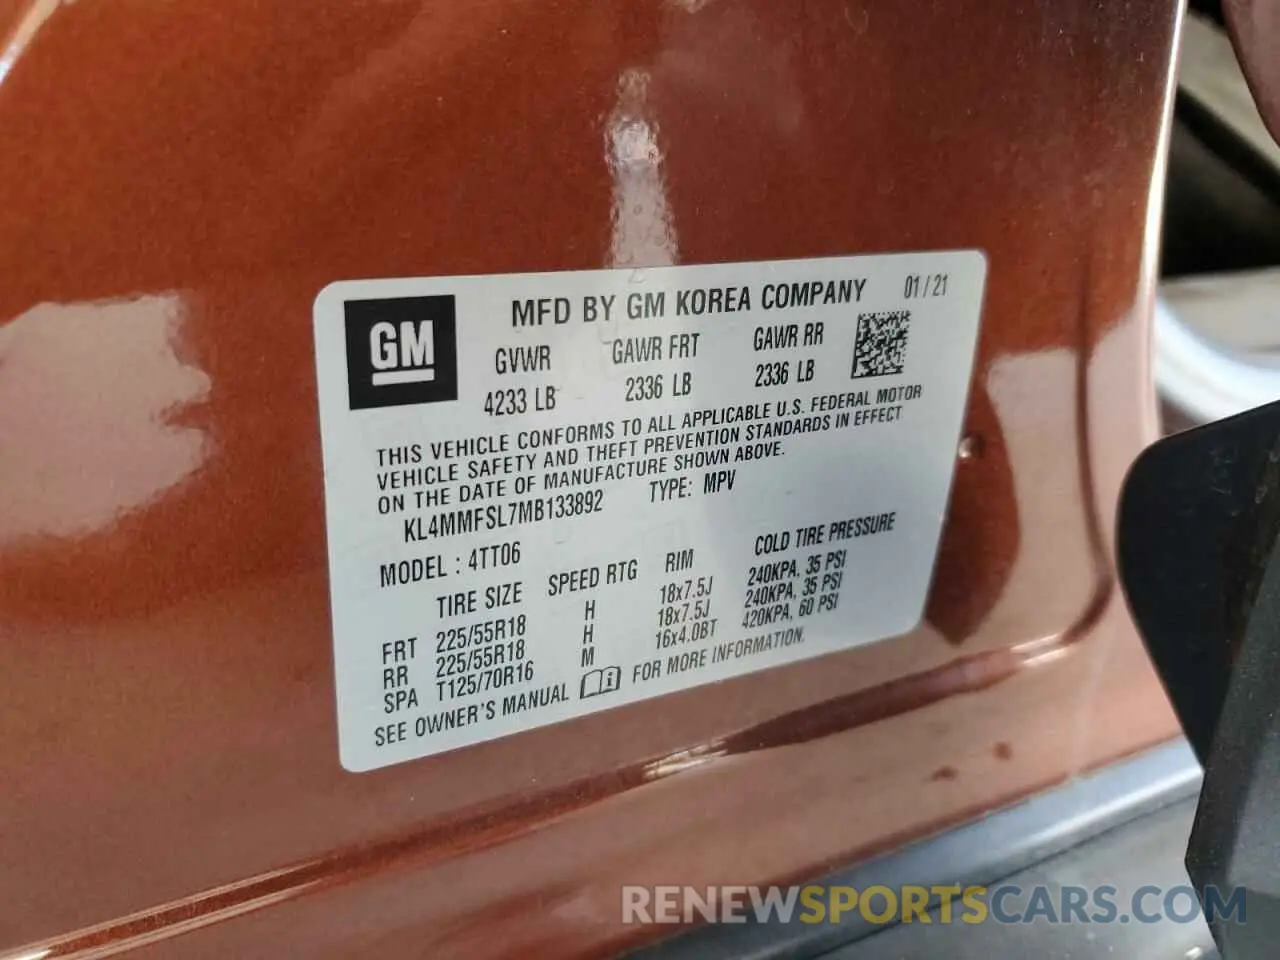 GM
MFD BY GM KOREA COMPANY 01/21
GVWR GAWR FRT GAWR RR
4233 LB 2336 LB 2336 LB
THIS VEHICLE CONFORMS TO ALL APPLICABLE U.S. FEDERAL MOTOR
VEHICLE SAFETY AND THEFT PREVENTION STANDARDS IN EFFECT
ON THE DATE OF MANUFACTURE SHOWN ABOVE.
KL4MMFSL7MB133892 TYPE: MPV
MODEL : 4TT06
TIRE SIZE SPEED RTG RIM COLD TIRE PRESSURE
FRT 225/55R18 H 18x7.5J 240KPA, 35 PSI
RR 225/55R18 H 18x7.5J 240KPA, 35 PSI
SPA T125/70R16 M 16x4.0BT 420KPA, 60 PSI
SEE OWNER'S MANUAL FOR MORE INFORMATION.
RENEWSPORTSCARS.COM